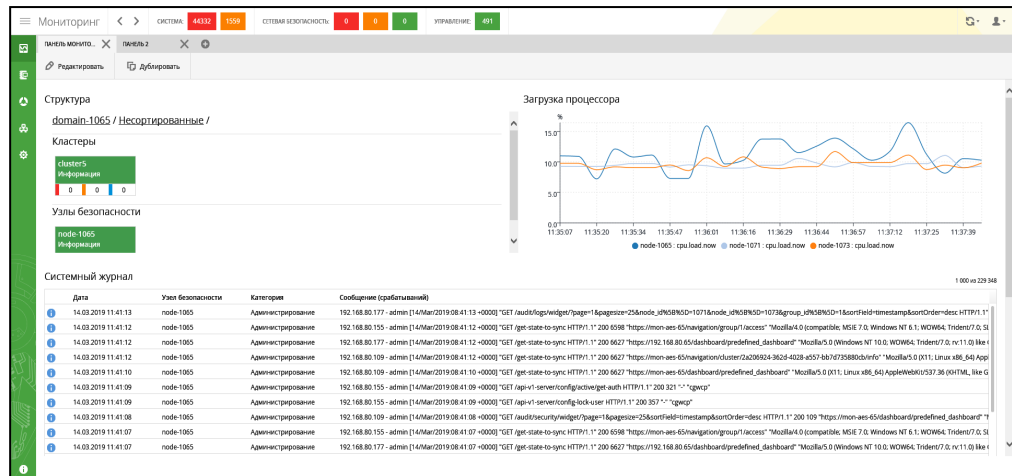 Мониторинг
СИСТЕМА: 44332 1559
СЕТЕВАЯ БЕЗОПАСНОСТЬ: 0 0 0
УПРАВЛЕНИЕ: 491
ПАНЕЛЬ МОНИТО...
ПАНЕЛЬ 2
Редактировать
Дублировать
Структура
domain-1065 / Несортированные /
Кластеры
cluster5
Информация
0 0 0
Узлы безопасности
node-1065
Информация
Загрузка процессора
%
15.0
10.0
5.0
0.0
11:35:07 11:35:20 11:35:34 11:35:47 11:36:01 11:36:16 11:36:29 11:36:44 11:36:57 11:37:12 11:37:25 11:37:39
node-1065 : cpu.load.now node-1071 : cpu.load.now node-1073 : cpu.load.now
Системный журнал
1 000 из 229 348
Дата Узел безопасности Категория Сообщение (срабатываний)
14.03.2019 11:41:13 node-1065 Администрирование 192.168.80.177 - admin [14/Mar/2019:08:41:13 +0000] "GET /audit/logs/widget/?page=1&pagesize=25&node_id%5B%5D=1071&node_id%5B%5D=1073&group_id%5B%5D=1&sortField=timestamp&sortOrder=desc HTTP/1.1"
14.03.2019 11:41:12 node-1065 Администрирование 192.168.80.155 - admin [14/Mar/2019:08:41:12 +0000] "GET /get-state-to-sync HTTP/1.1" 200 6598 "https://mon-aes-65/navigation/group/1/access" "Mozilla/4.0 (compatible; MSIE 7.0; Windows NT 6.1; WOW64; Trident/7.0; SL
14.03.2019 11:41:12 node-1065 Администрирование 192.168.80.177 - admin [14/Mar/2019:08:41:12 +0000] "GET /get-state-to-sync HTTP/1.1" 200 6627 "https://192.168.80.65/dashboard/predefined_dashboard" "Mozilla/5.0 (Windows NT 10.0; WOW64; Trident/7.0; rv:11.0) like
14.03.2019 11:41:12 node-1065 Администрирование 192.168.80.109 - admin [14/Mar/2019:08:41:12 +0000] "GET /get-state-to-sync HTTP/1.1" 200 6627 "https://mon-aes-65/navigation/cluster/2a206924-362d-4028-a557-bb7d735880cb/info" "Mozilla/5.0 (X11; Linux x86_64) Appl
14.03.2019 11:41:10 node-1065 Администрирование 192.168.80.109 - admin [14/Mar/2019:08:41:10 +0000] "GET /get-state-to-sync HTTP/1.1" 200 6627 "https://mon-aes-65/dashboard/predefined_dashboard" "Mozilla/5.0 (X11; Linux x86_64) AppleWebKit/537.36 (KHTML, like G
14.03.2019 11:41:09 node-1065 Администрирование 192.168.80.155 - admin [14/Mar/2019:08:41:09 +0000] "GET /api-v1-server/config/active/get-auth HTTP/1.1" 200 321 "-" "cgwcp"
14.03.2019 11:41:09 node-1065 Администрирование 192.168.80.155 - admin [14/Mar/2019:08:41:09 +0000] "GET /api-v1-server/config-lock-user HTTP/1.1" 200 357 "-" "cgwcp"
14.03.2019 11:41:08 node-1065 Администрирование 192.168.80.109 - admin [14/Mar/2019:08:41:08 +0000] "GET /audit/security/widget/?page=1&pagesize=25&sortField=timestamp&sortOrder=desc HTTP/1.1" 200 109 "https://mon-aes-65/dashboard/predefined_dashboard"
14.03.2019 11:41:07 node-1065 Администрирование 192.168.80.155 - admin [14/Mar/2019:08:41:07 +0000] "GET /get-state-to-sync HTTP/1.1" 200 6598 "https://mon-aes-65/navigation/group/1/access" "Mozilla/4.0 (compatible; MSIE 7.0; Windows NT 6.1; WOW64; Trident/7.0; SL
14.03.2019 11:41:07 node-1065 Администрирование 192.168.80.177 - admin [14/Mar/2019:08:41:07 +0000] "GET /get-state-to-sync HTTP/1.1" 200 6627 "https://192.168.80.65/dashboard/predefined_dashboard" "Mozilla/5.0 (Windows NT 10.0; WOW64; Trident/7.0; rv:11.0) like